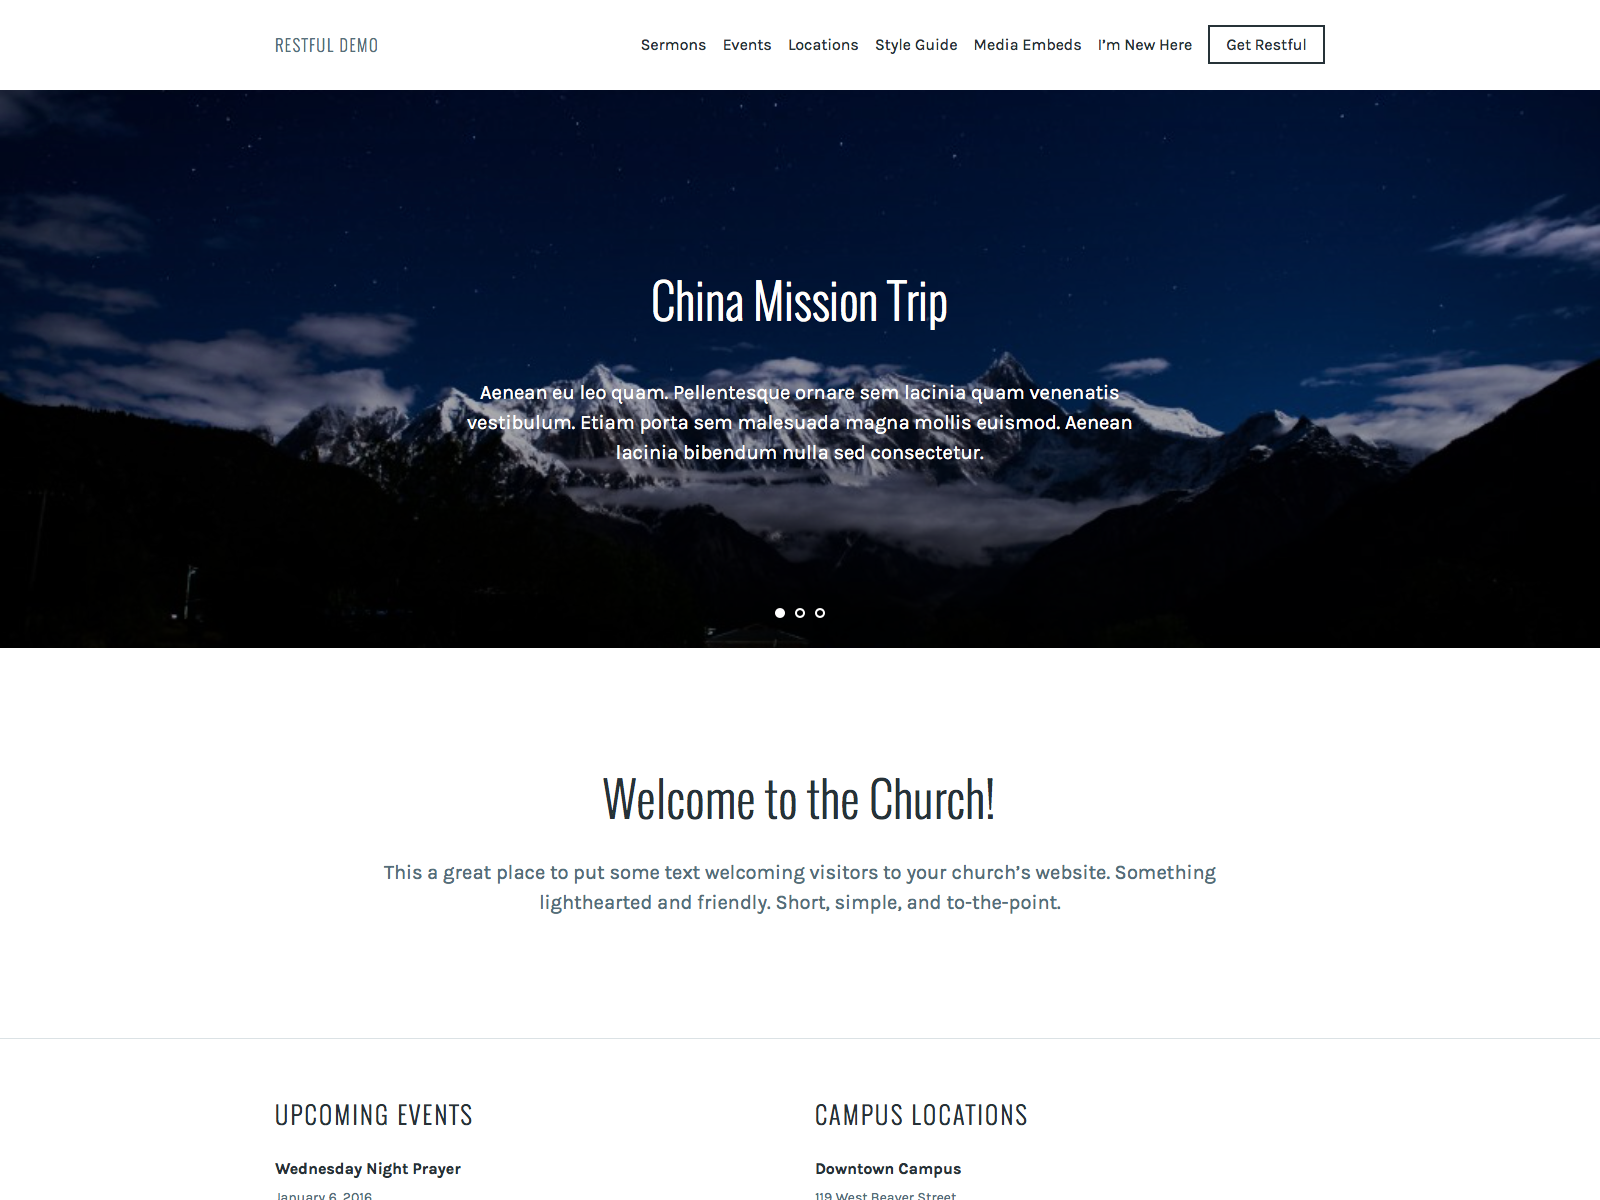 RESTFUL DEMO
Sermons Events Locations Style Guide Media Embeds I'm New Here Get Restful
China Mission Trip
Aenean eu leo quam. Pellentesque ornare sem lacinia quam venenatis
vestibulum. Etiam porta sem malesuada magna mollis euismod. Aenean
lacinia bibendum nulla sed consectetur.
Welcome to the Church!
This a great place to put some text welcoming visitors to your church's website. Something
lighthearted and friendly. Short, simple, and to-the-point.
UPCOMING EVENTS
Wednesday Night Prayer
January 6, 2016
CAMPUS LOCATIONS
Downtown Campus
119 West Beaver Street